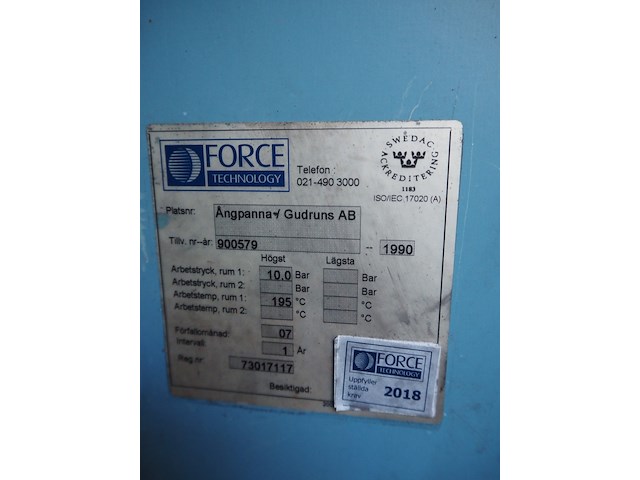 FORCE
TECHNOLOGY
Telefon :
021-490 3000
SWEDAC
ACKREDITERING
1183
ISO/IEC 17020 (A)
Platsnr: Ångpanna / Gudruns AB
Tillv. nr--år: 900579 -- 1990
Högst Lägsta
Arbetstryck, rum 1: 10.0 Bar Bar
Arbetstryck, rum 2: Bar Bar
Arbetstemp, rum 1: 195 °C °C
Arbetstemp, rum 2: °C °C
Förfallomånad: 07
Intervall: 1 År
Reg.nr 73017117
Besiktigad:
FORCE
TECHNOLOGY
Uppfyller
ställda
krav 2018